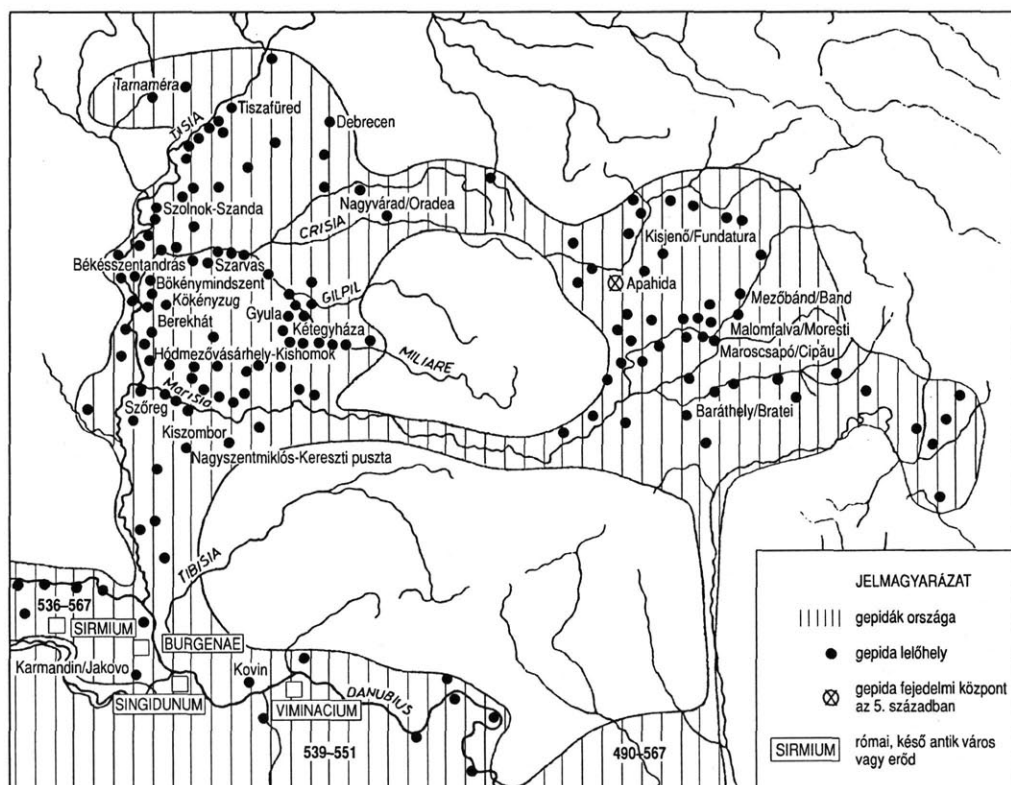 Tarnaméra
TISIA
Tiszafüred
Debrecen
Szolnok-Szanda
Nagyvárad/Oradea
CRISIA
Kisjenő/Fundatura
Békésszentandrás
Szarvas
Bökénymindszent
GILPIL
Apahida
Kökényzug
Gyula
Mezőbánd/Band
Berekhát
Kétegyháza
Malomfalva/Moresti
Hódmezővásárhely-Kishomok
MILIARE
Maroscsapó/Cipău
Marisio
Szőreg
Baráthely/Bratei
Kiszombor
Nagyszentmiklós-Kereszti puszta
TIBISIA
536–567
SIRMIUM
BURGENAE
Karmandin/Jakovo
Kovin
SINGIDUNUM
VIMINACIUM
DANUBIUS
539–551
490–567
JELMAGYARÁZAT
gepidák országa
gepida lelőhely
gepida fejedelmi központ
az 5. században
SIRMIUM
római, késő antik város
vagy erőd